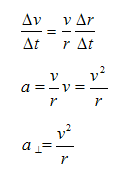 Δv/Δt = v/r Δr/Δt
a = v/r v = v²/r
a⊥ = v²/r